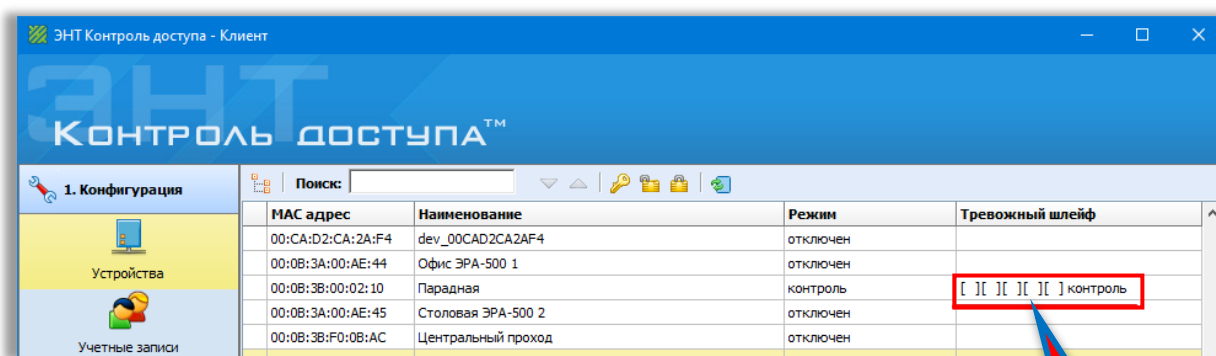 ЭНТ Контроль доступа - Клиент
ЭНТ
Контроль доступа™
1. Конфигурация
Поиск:
MAC адрес Наименование Режим Тревожный шлейф
00:CA:D2:CA:2A:F4 dev_00CAD2CA2AF4 отключен
00:0B:3A:00:AE:44 Офис ЭРА-500 1 отключен
00:0B:3B:00:02:10 Парадная контроль [ ][ ][ ][ ][ ] контроль
00:0B:3A:00:AE:45 Столовая ЭРА-500 2 отключен
00:0B:3B:F0:0B:AC Центральный проход отключен
Устройства
Учетные записи